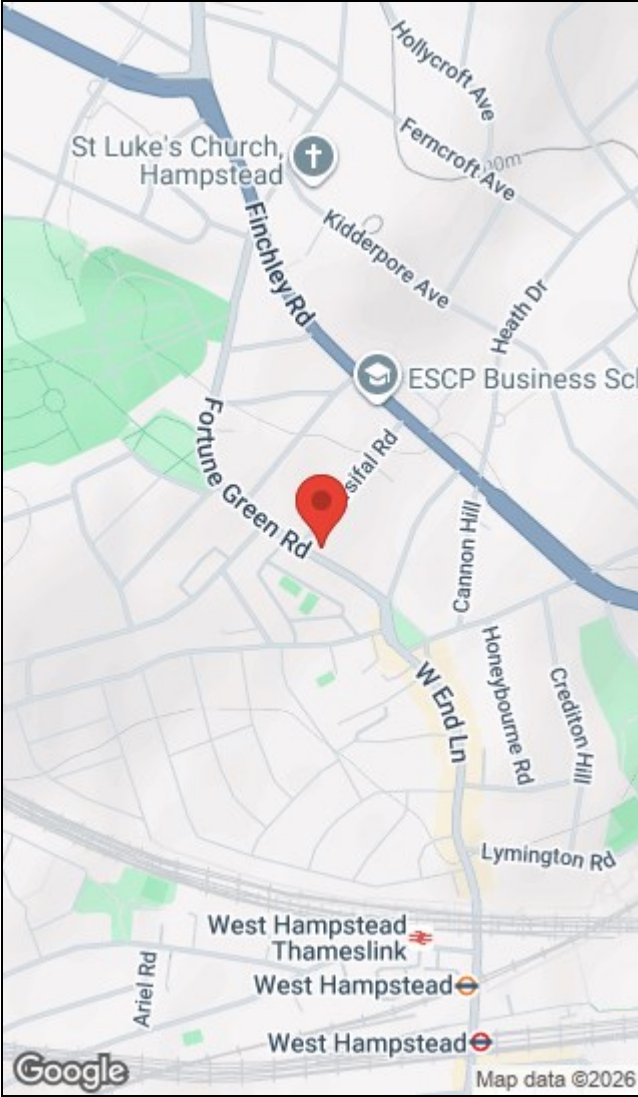 Hollycroft Ave
St Luke's Church,
Hampstead
Ferncroft Ave
Kidderpore Ave
Finchley Rd
Heath Dr
ESCP Business Scl
Fortune Green Rd
sifal Rd
Cannon Hill
Honeybourne Rd
Crediton Hill
W End Ln
Lymington Rd
West Hampstead
Thameslink
Ariel Rd
West Hampstead
West Hampstead
Google
Map data ©2026